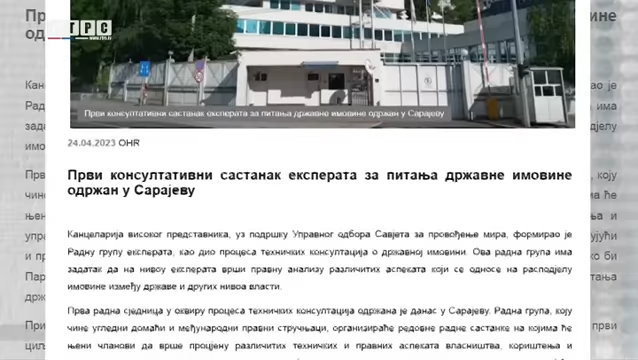 РТРС
Први консултативни састанак експерата за питања државне имовине одржан у Сарајеву
24.04.2023 OHR
Први консултативни састанак експерата за питања државне имовине
одржан у Сарајеву
Канцеларија високог представника, уз подршку Управног одбора Савјета за провођење мира, формирао је
Радну групу експерата, као дио процеса техничких консултација о државној имовини. Ова радна група има
задатак да на нивоу експерата врши правну анализу различитих аспеката који се односе на расподјелу
имовине између државе и других нивоа власти.
Прва радна сједница у оквиру процеса техничких консултација одржана је данас у Сарајеву. Радна група, коју
чине угледни домаћи и међународни правни стручњаци, организираће редовне радне састанке на којима ће
њени чланови да врше процјену различитих техничких и правних аспеката власништва, кориштења и